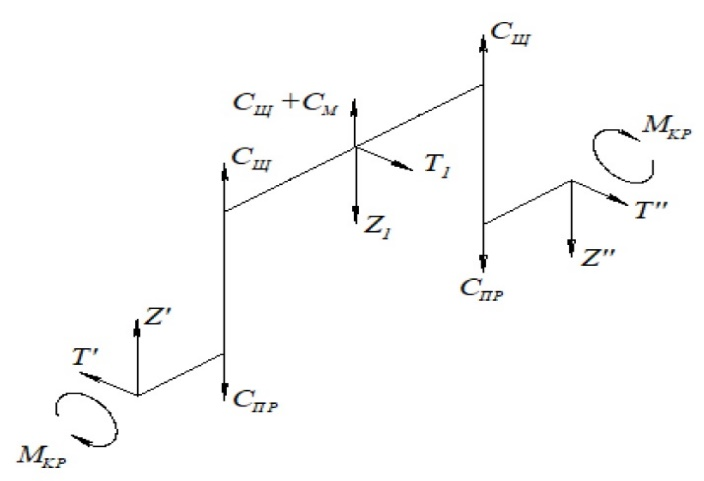 C_Щ
C_Щ + C_М
M_КР
C_Щ
T_1
T''
Z_1
Z''
C_ПР
Z'
T'
C_ПР
M_КР